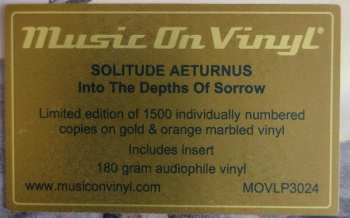 Music On Vinyl®
SOLITUDE AETURNUS
Into The Depths Of Sorrow
Limited edition of 1500 individually numbered
copies on gold & orange marbled vinyl
Includes insert
180 gram audiophile vinyl
www.musiconvinyl.com MOVLP3024